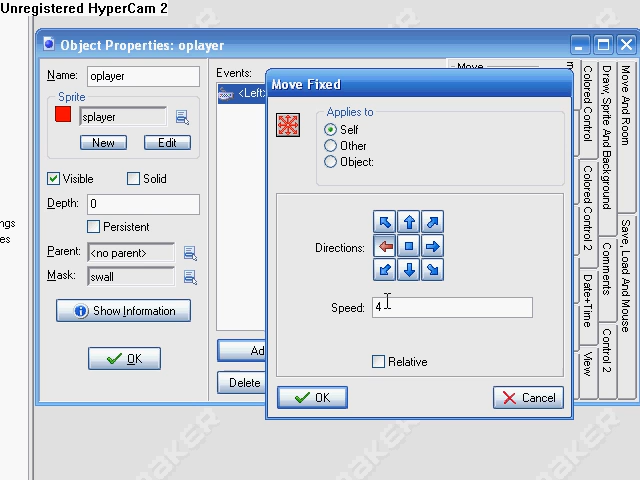 Unregistered HyperCam 2
Object Properties: oplayer
Name: oplayer
Sprite
splayer
New
Edit
Visible
Solid
Depth: 0
Persistent
Parent: <no parent>
Mask: swall
Show Information
OK
Events:
<Left>
Delete
Move Fixed
Applies to
Self
Other
Object:
Directions:
Speed: 4
Relative
OK
Cancel
Move
Colored Control
Colored Control 2
Date+Time
View
Draw, Sprite And Background
Comments
Control 2
Move And Room
Save, Load And Mouse
maker